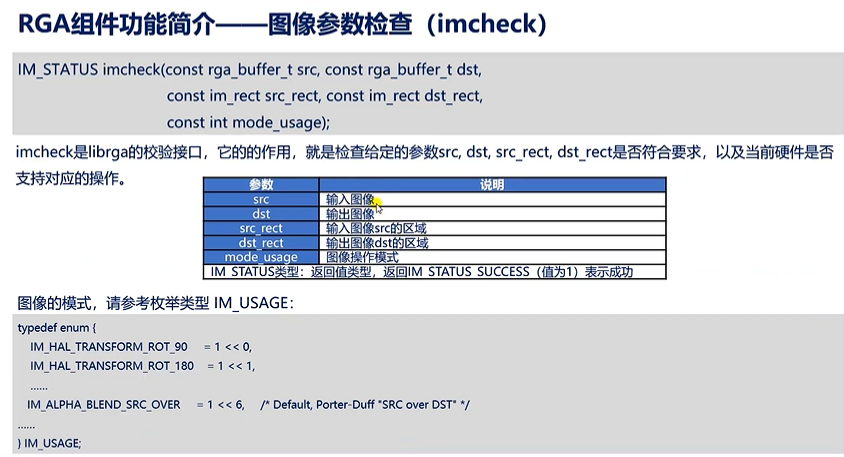 RGA组件功能简介——图像参数检查（imcheck）
IM_STATUS imcheck(const rga_buffer_t src, const rga_buffer_t dst,
const im_rect src_rect, const im_rect dst_rect,
const int mode_usage);
imcheck是librga的校验接口，它的的作用，就是检查给定的参数src, dst, src_rect, dst_rect是否符合要求，以及当前硬件是否
支持对应的操作。
参数 说明
src 输入图像
dst 输出图像
src_rect 输入图像src的区域
dst_rect 输出图像dst的区域
mode_usage 图像操作模式
IM_STATUS类型：返回值类型，返回IM_STATUS_SUCCESS（值为1）表示成功
图像的模式，请参考枚举类型 IM_USAGE：
typedef enum {
IM_HAL_TRANSFORM_ROT_90 = 1 << 0,
IM_HAL_TRANSFORM_ROT_180 = 1 << 1,
......
IM_ALPHA_BLEND_SRC_OVER = 1 << 6, /* Default, Porter-Duff "SRC over DST" */
......
} IM_USAGE;